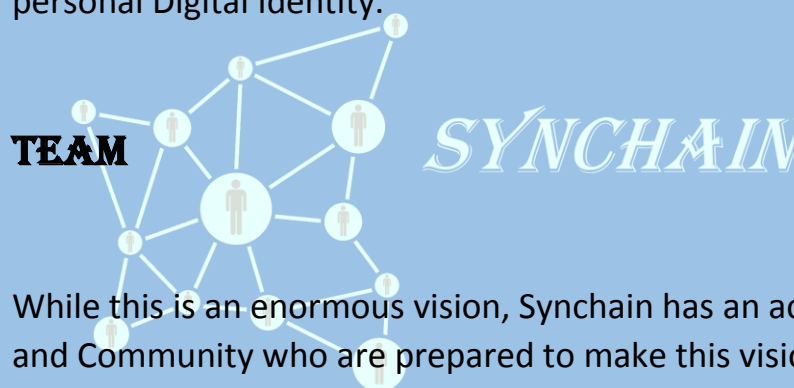 personal Digital Identity.
TEAM
SYNCHAIN
While this is an enormous vision, Synchain has an
and Community who are prepared to make this